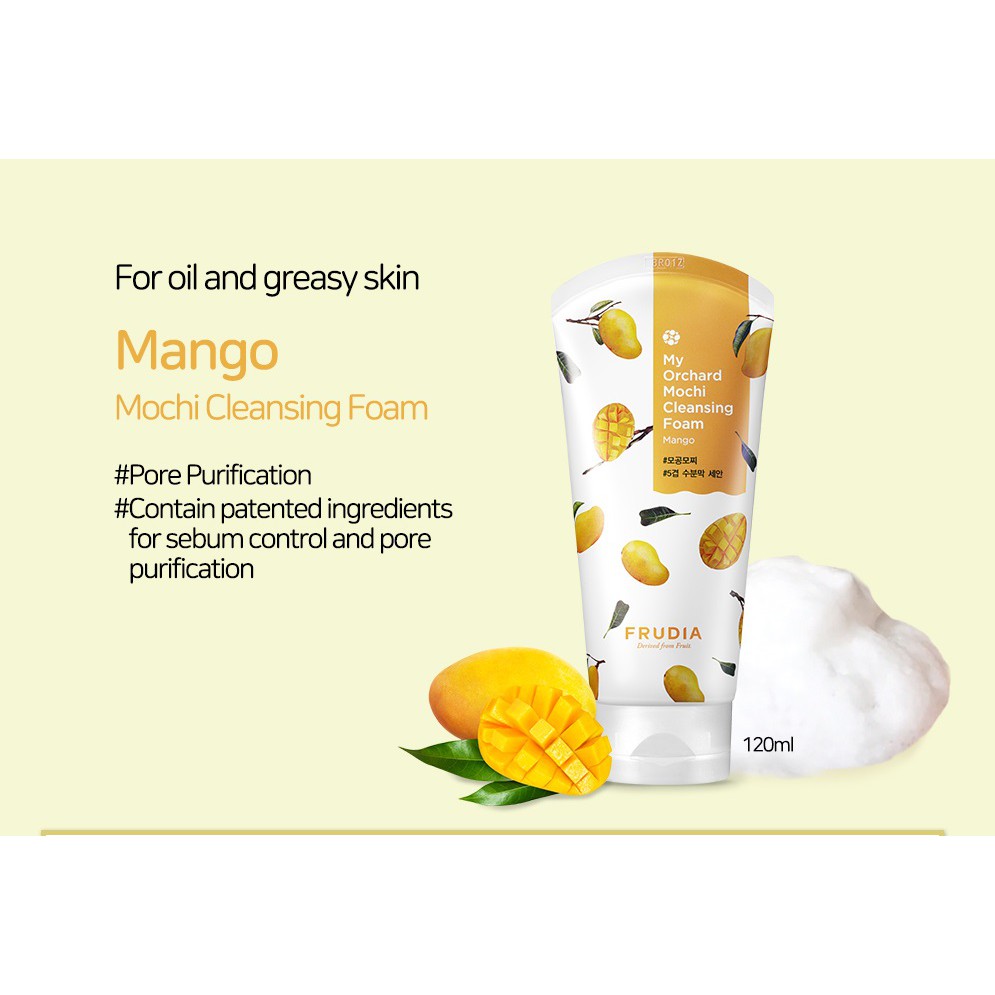 For oil and greasy skin
Mango
Mochi Cleansing Foam
#Pore Purification
#Contain patented ingredients
for sebum control and pore
purification
My
Orchard
Mochi
Cleansing
Foam
Mango
#모공모찌
#5겹 수분막 세안
FRUDIA
Derived from Fruit
120ml